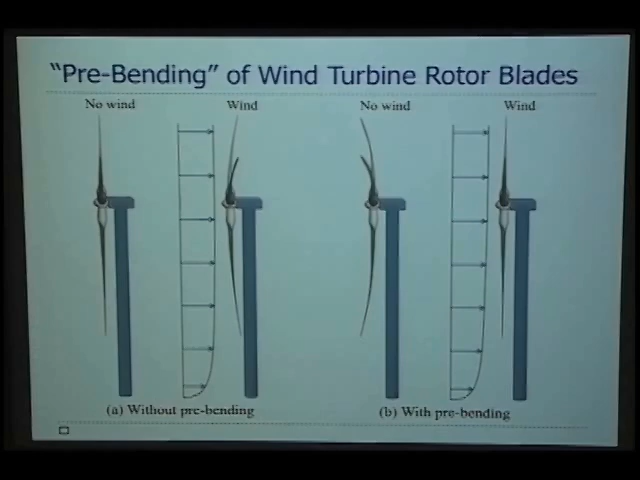 “Pre-Bending” of Wind Turbine Rotor Blades
No wind
Wind
No wind
Wind
(a) Without pre-bending
(b) With pre-bending